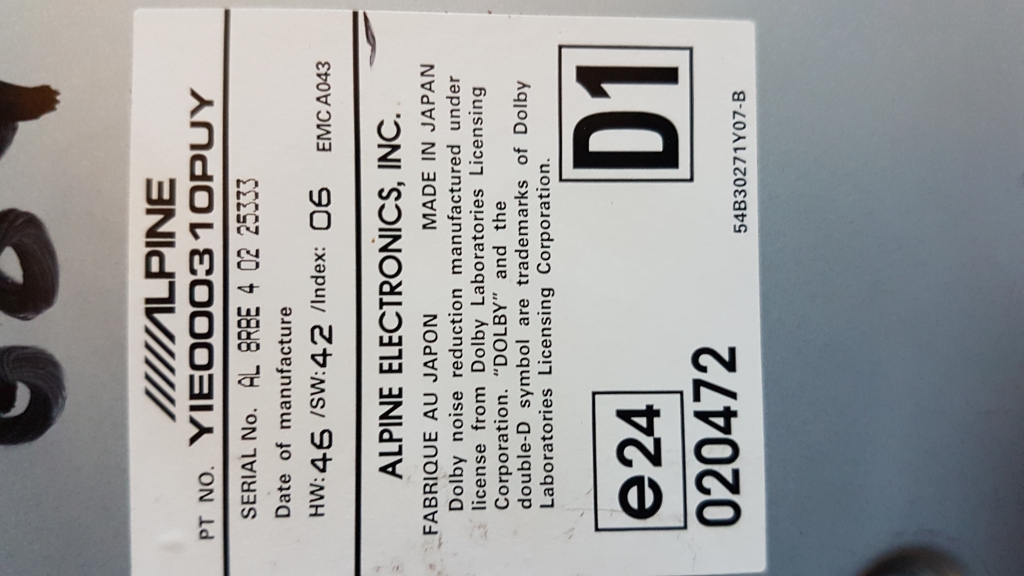 ALPINE
PT NO. YIE000310PUY
SERIAL No. AL 8RBE 4 02 25333
Date of manufacture
HW:46 /SW:42 /Index: 06 EMC A043
ALPINE ELECTRONICS, INC.
FABRIQUE AU JAPON MADE IN JAPAN
Dolby noise reduction manufactured under
license from Dolby Laboratories Licensing
Corporation. "DOLBY" and the
double-D symbol are trademarks of Dolby
Laboratories Licensing Corporation.
e24 D1
020472
54B30271Y07-B